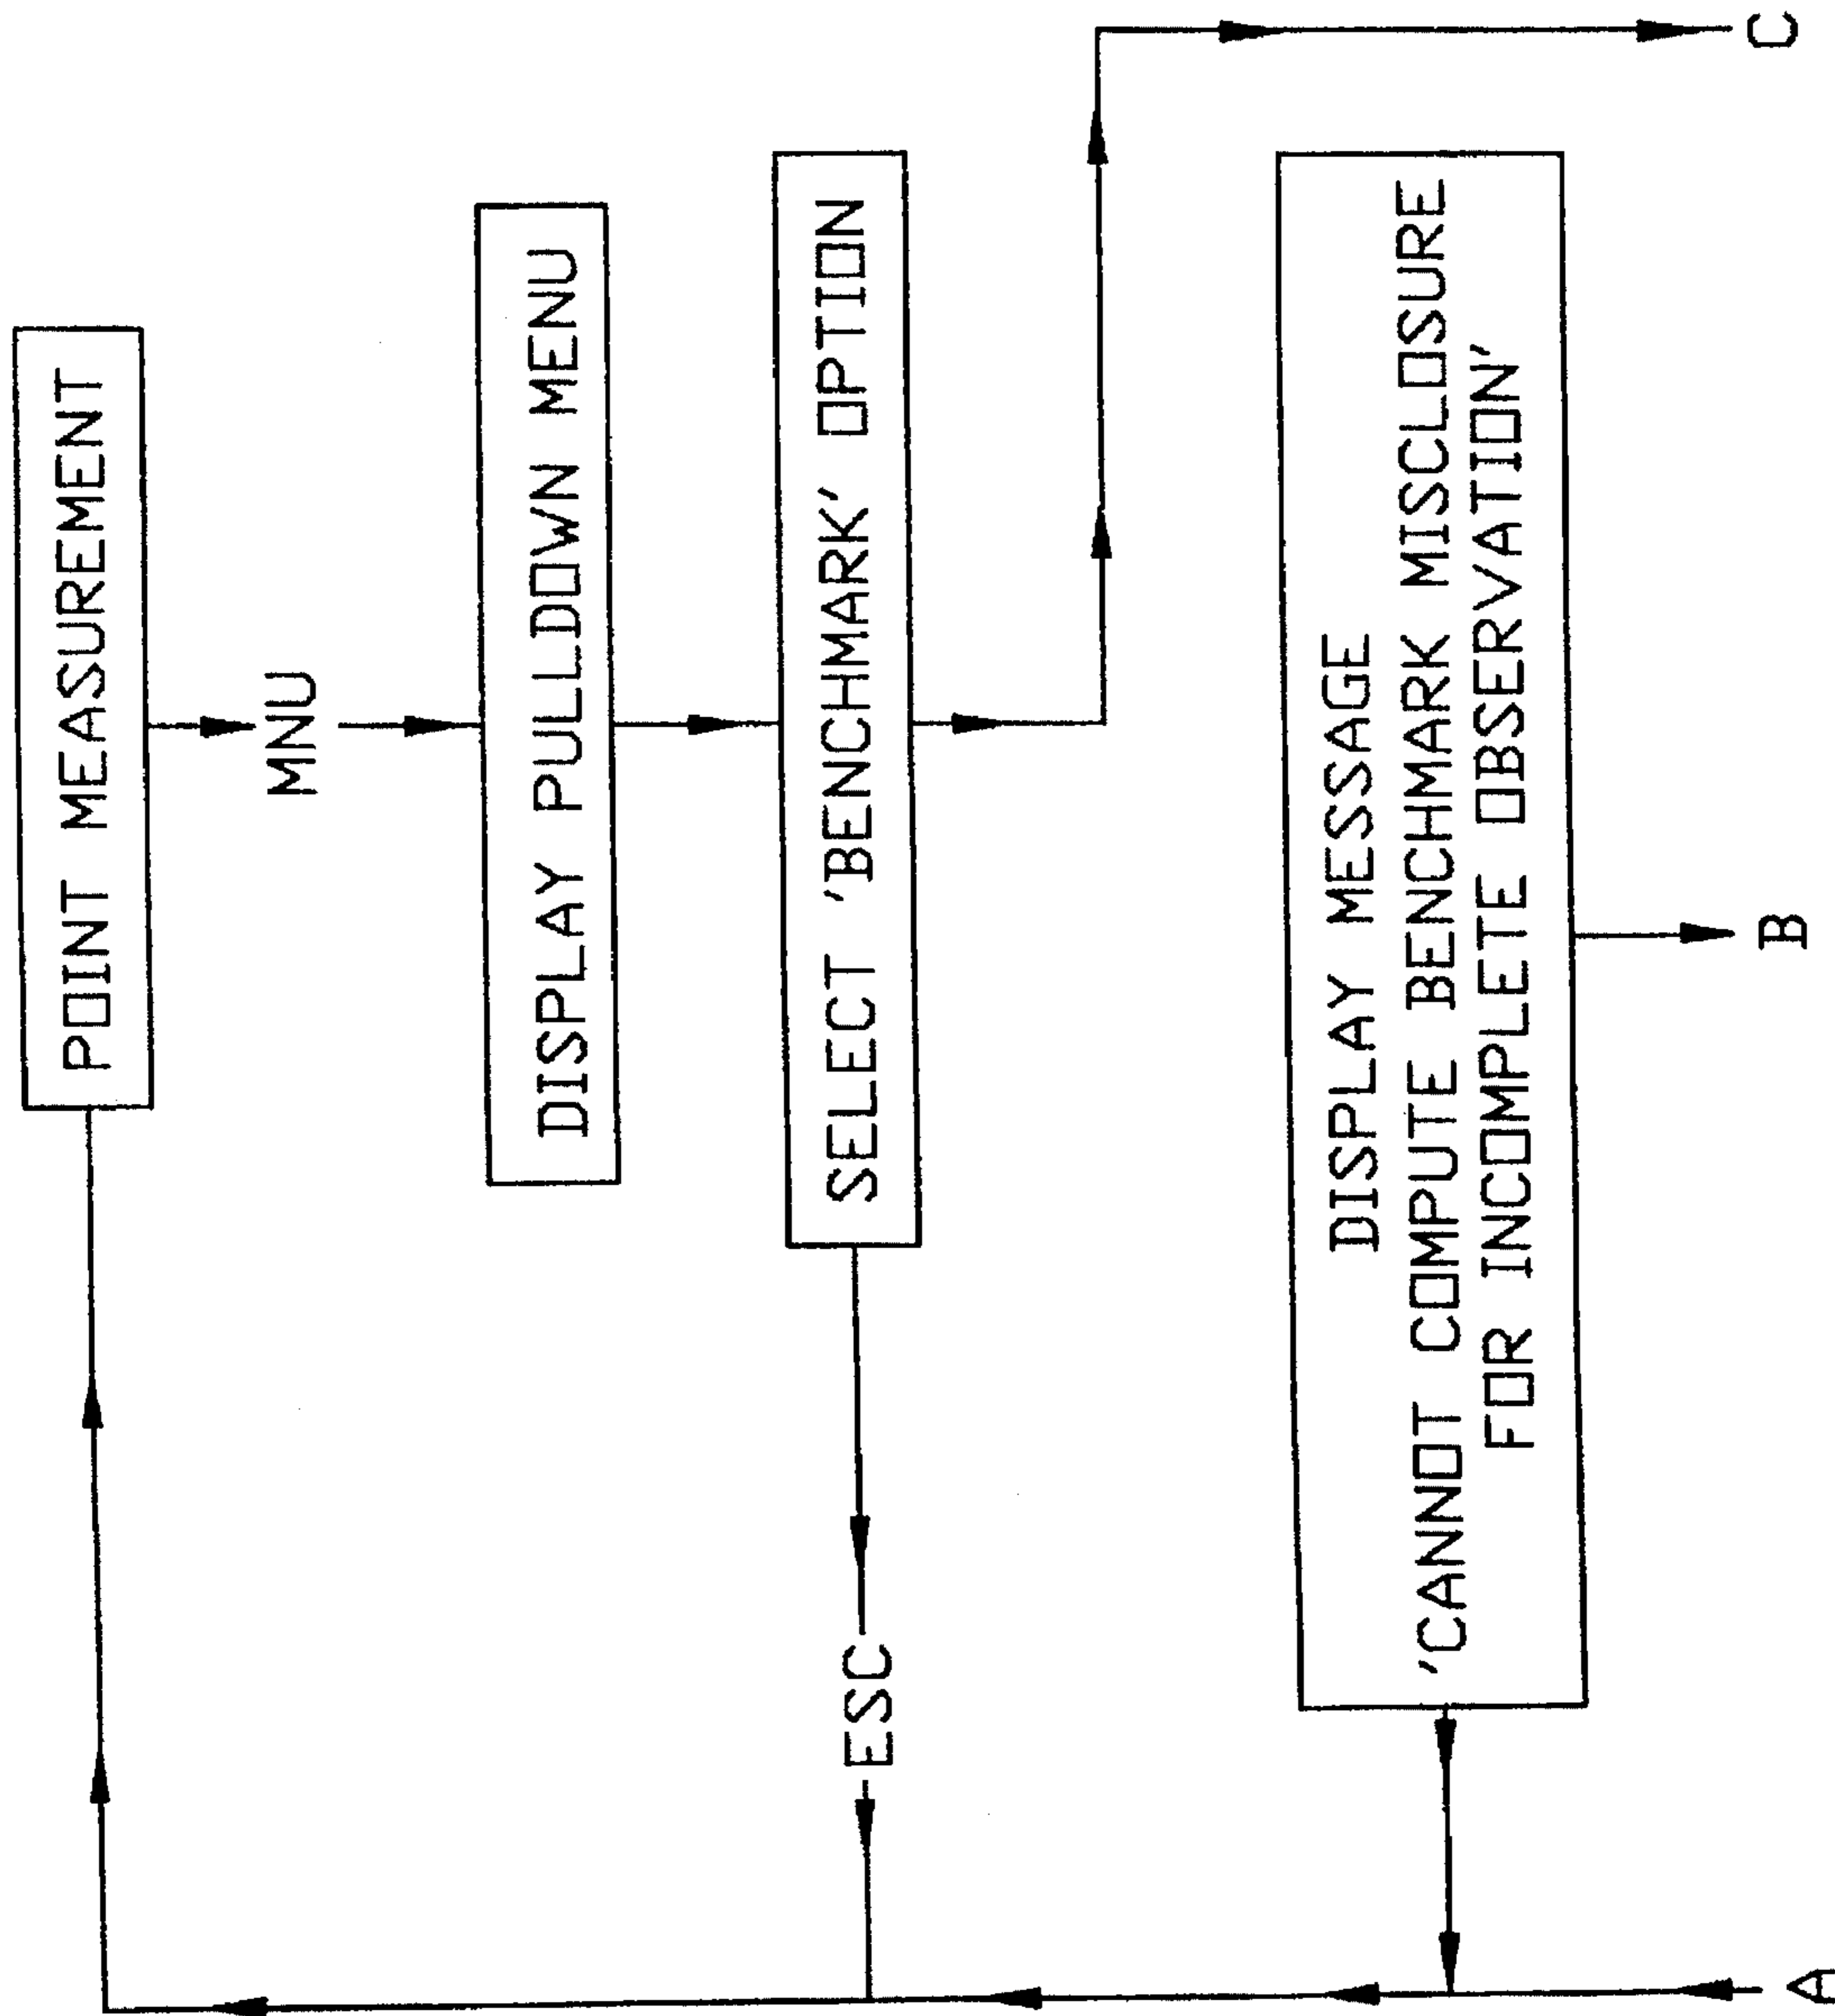 POINT MEASUREMENT
MNU
DISPLAY PULLDOWN MENU
SELECT 'BENCHMARK' OPTION
ESC
DISPLAY MESSAGE
'CANNOT COMPUTE BENCHMARK MISCLOSURE
FOR INCOMPLETE OBSERVATION'
A
B
C